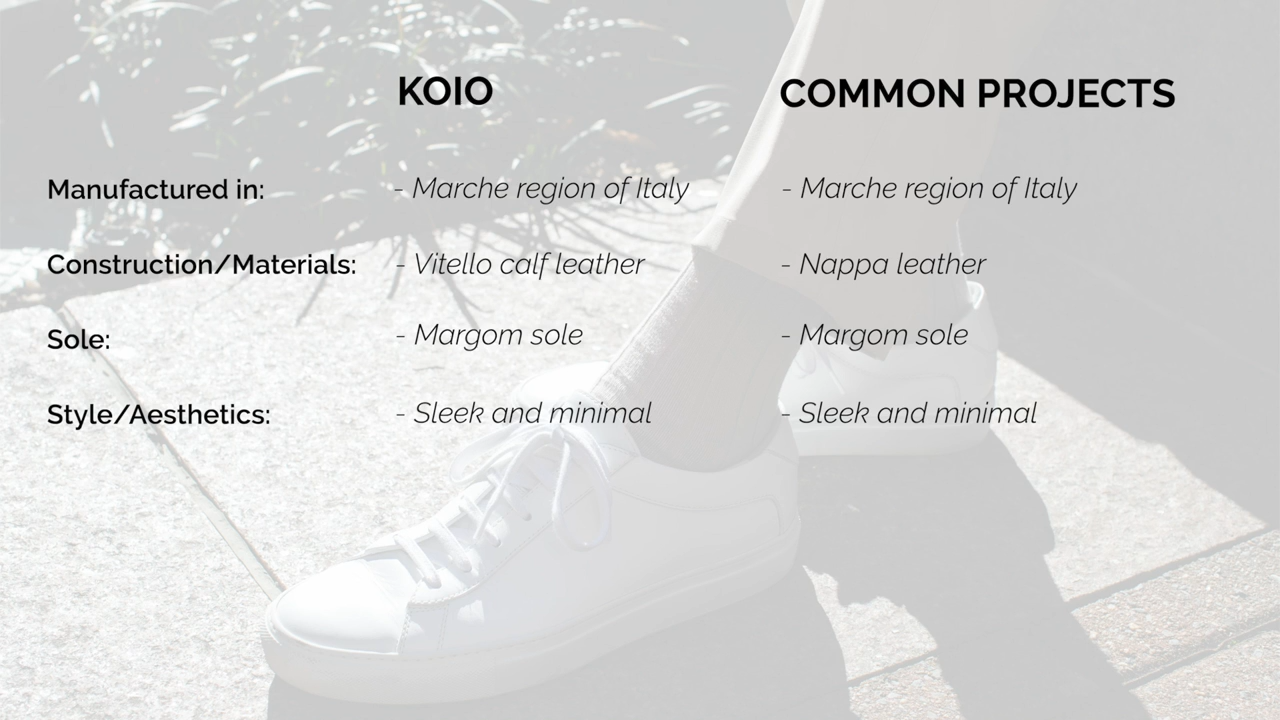 KOIO COMMON PROJECTS
Manufactured in: - Marche region of Italy - Marche region of Italy
Construction/Materials: - Vitello calf leather - Nappa leather
Sole: - Margom sole - Margom sole
Style/Aesthetics: - Sleek and minimal - Sleek and minimal